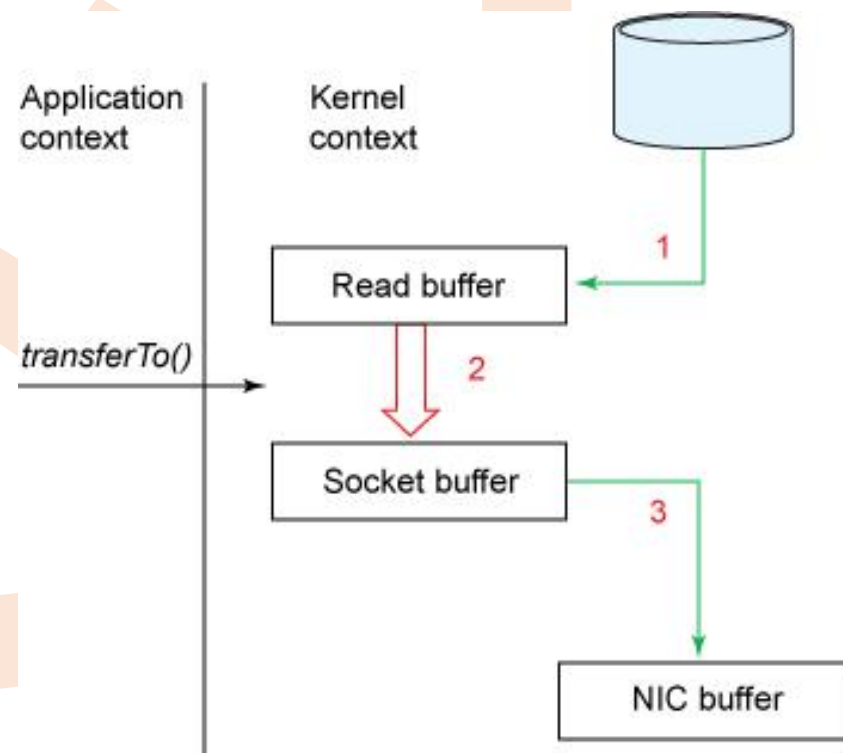 Application
context
Kernel
context
1
Read buffer
transferTo()
2
Socket buffer
3
NIC buffer